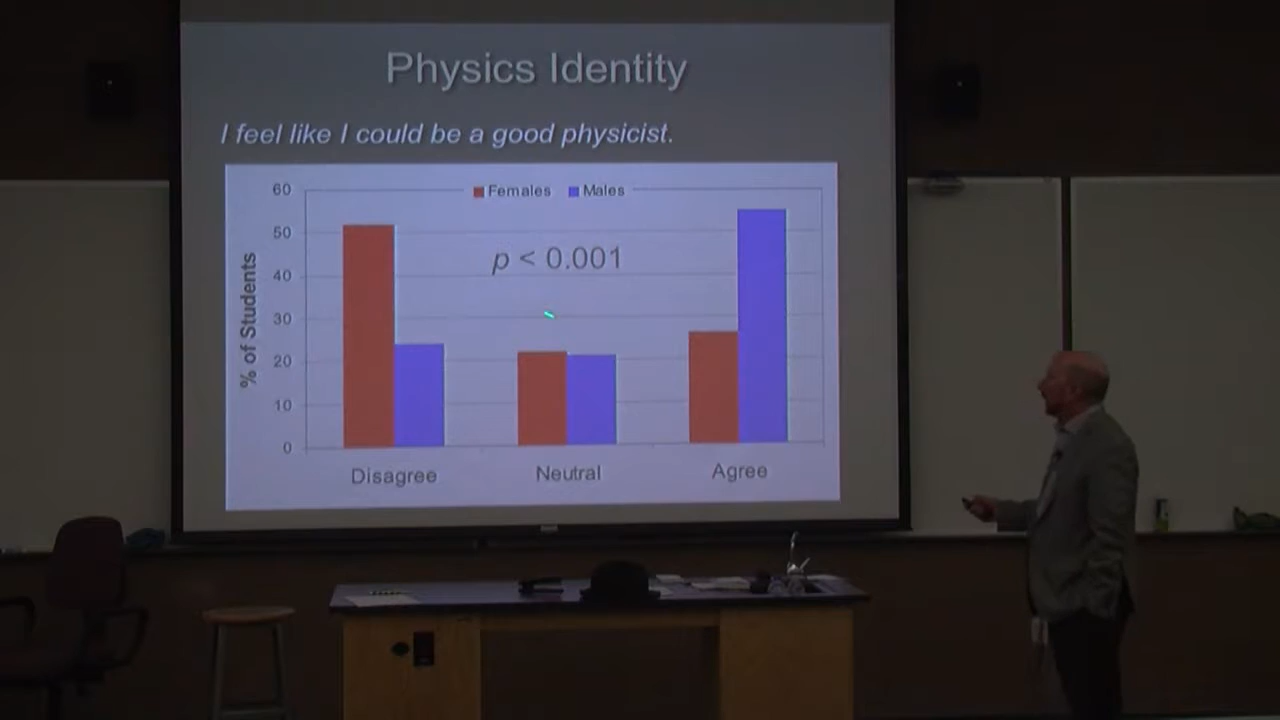 Physics Identity
I feel like I could be a good physicist.
Females Males
p < 0.001
% of Students
60
50
40
30
20
10
0
Disagree Neutral Agree